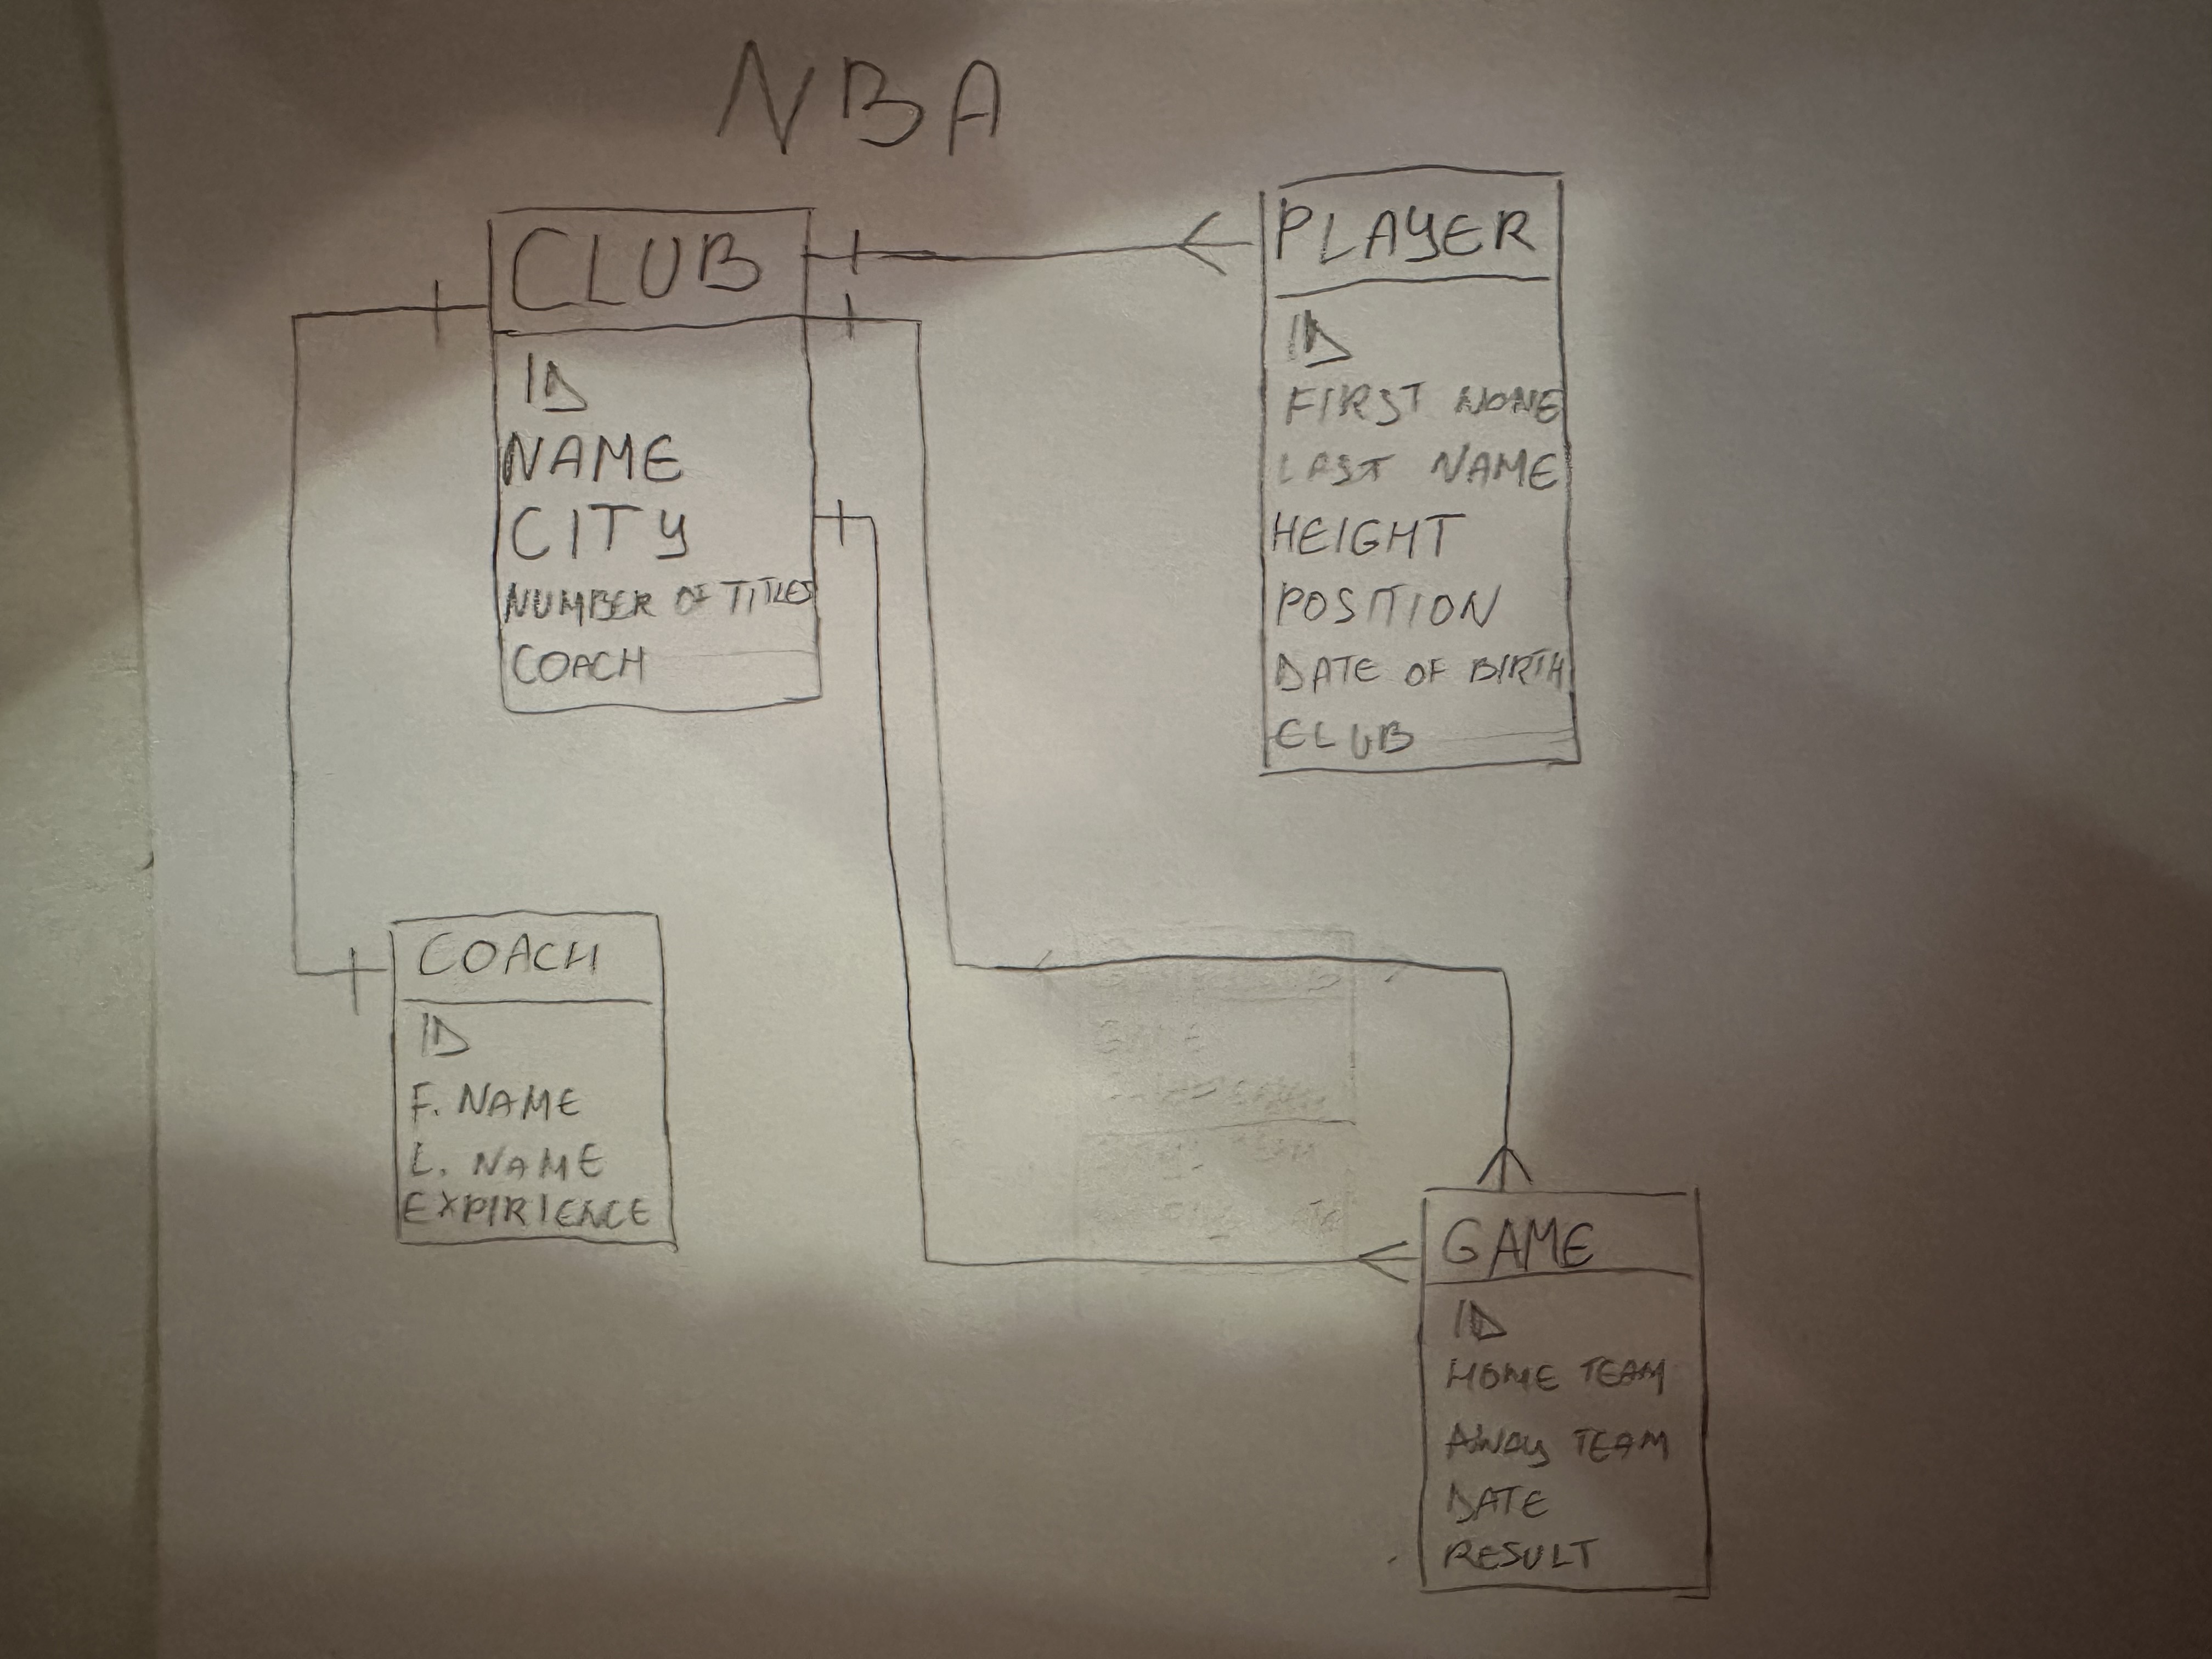 NBA
CLUB
ID
NAME
CITY
NUMBER OF TITLES
COACH
PLAYER
ID
FIRST NAME
LAST NAME
HEIGHT
POSITION
DATE OF BIRTH
CLUB
COACH
ID
F. NAME
L. NAME
EXPIRIENCE
GAME
ID
HOME TEAM
AWAY TEAM
DATE
RESULT